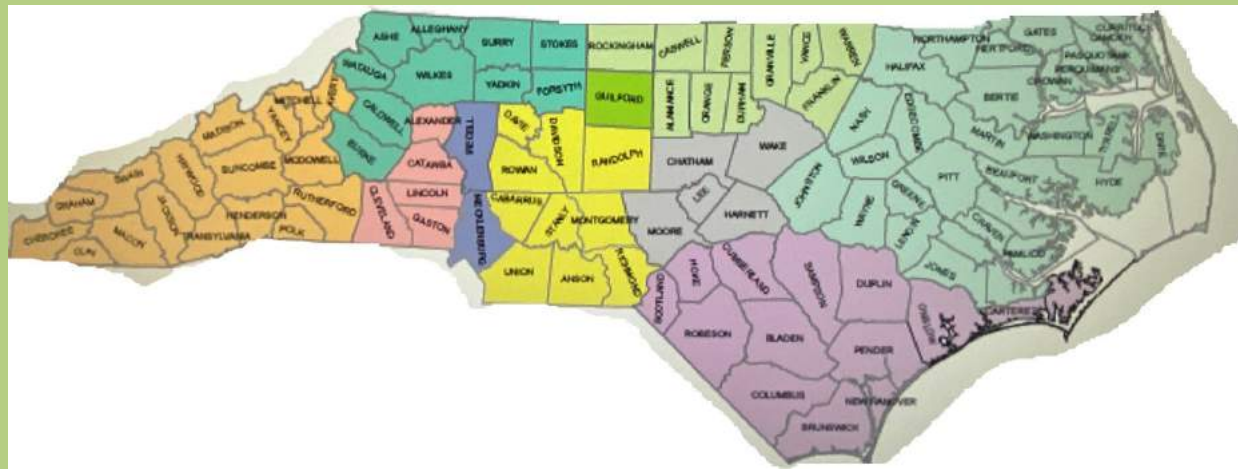 ASHE
ALLEGHANY
SURRY
STOKES
ROCKINGHAM
CASWELL
PERSON
GRANVILLE
VANCE
WARREN
NORTHAMPTON
HERTFORD
GATES
CURRITUCK
CAMDEN
PASQUOTANK
PERQUIMANS
CHOWAN
WATAUGA
WILKES
YADKIN
FORSYTH
GUILFORD
ALAMANCE
ORANGE
DURHAM
FRANKLIN
HALIFAX
BERTIE
MITCHELL
AVERY
CALDWELL
ALEXANDER
IREDELL
DAVIE
DAVIDSON
RANDOLPH
CHATHAM
WAKE
NASH
EDGECOMBE
MARTIN
WASHINGTON
TYRRELL
DARE
MADISON
YANCEY
BURKE
CATAWBA
ROWAN
WILSON
PITT
BEAUFORT
HYDE
SWAIN
HAYWOOD
BUNCOMBE
MCDOWELL
LINCOLN
CABARRUS
STANLY
MONTGOMERY
LEE
HARNETT
JOHNSTON
WAYNE
GREENE
LENOIR
CRAVEN
PAMLICO
GRAHAM
JACKSON
HENDERSON
RUTHERFORD
CLEVELAND
GASTON
MECKLENBURG
MOORE
CHEROKEE
MACON
TRANSYLVANIA
POLK
CLAY
UNION
ANSON
RICHMOND
SCOTLAND
HOKE
CUMBERLAND
SAMPSON
DUPLIN
JONES
ONSLOW
CARTERET
ROBESON
BLADEN
PENDER
COLUMBUS
NEW HANOVER
BRUNSWICK